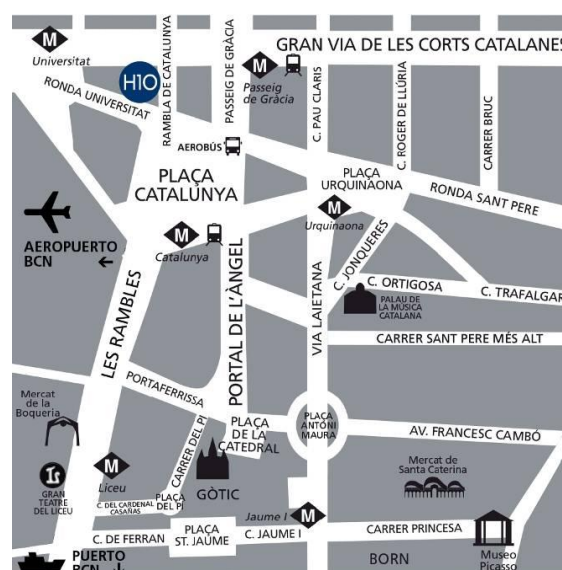 M
Universitat
GRAN VIA DE LES CORTS CATALANES
H10
RONDA UNIVERSITAT
RAMBLA DE CATALUNYA
PASSEIG DE GRÀCIA
M
Passeig
de Gràcia
C. PAU CLARIS
C. ROGER DE LLÚRIA
CARRER BRUC
AEROBÚS
PLAÇA
CATALUNYA
PLAÇA
URQUINAONA
RONDA SANT PERE
M
Urquinaona
AEROPUERTO
BCN
M
Catalunya
C. JONQUERES
C. ORTIGOSA
C. TRAFALGAR
PALAU DE
LA MÚSICA
CATALANA
LES RAMBLES
PORTAL DE L'ÀNGEL
VIA LAIETANA
CARRER SANT PERE MÉS ALT
PORTAFERRISSA
Mercat
de la
Boqueria
CARRER DEL PI
PLAÇA
DE LA
CATEDRAL
PLAÇA
ANTÓNI
MAURA
AV. FRANCESC CAMBÓ
Mercat de
Santa Caterina
M
Liceu
GRAN
TEATRE
DEL LICEU
GÒTIC
C. DEL CARDENAL
CASAÑAS
PLAÇA
DEL PI
Jaume I
M
C. DE FERRAN
PLAÇA
ST. JAUME
C. JAUME I
CARRER PRINCESA
PUERTO
BCN
BORN
Museo
Picasso